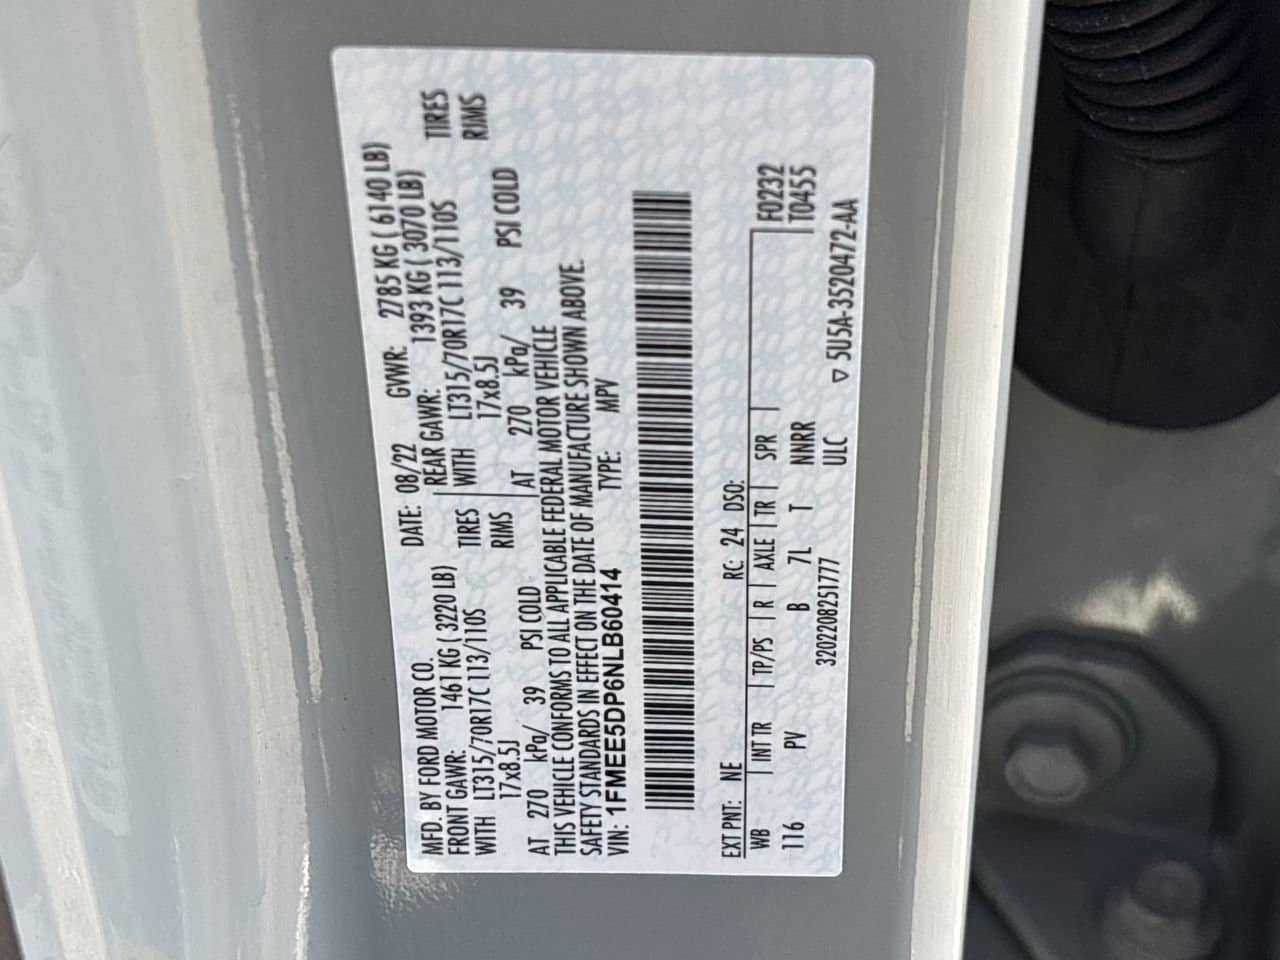 MFD. BY FORD MOTOR CO. DATE: 08/22 GVWR: 2785 KG ( 6140 LB)
FRONT GAWR: 1461 KG ( 3220 LB) REAR GAWR: 1393 KG ( 3070 LB)
WITH LT315/70R17C 113/110S TIRES WITH LT315/70R17C 113/110S TIRES
17x8.5J RIMS 17x8.5J RIMS
AT 270 kPa/ 39 PSI COLD AT 270 kPa/ 39 PSI COLD
THIS VEHICLE CONFORMS TO ALL APPLICABLE FEDERAL MOTOR VEHICLE
SAFETY STANDARDS IN EFFECT ON THE DATE OF MANUFACTURE SHOWN ABOVE.
VIN: 1FMEE5DP6NLB60414 TYPE: MPV
EXT PNT: NE RC: 24 DSO:
WB INT TR TP/PS R AXLE TR SPR F0232
116 PV B 7L T NNRR T0455
3202208251777 ULC ▽ 5U5A-3520472-AA